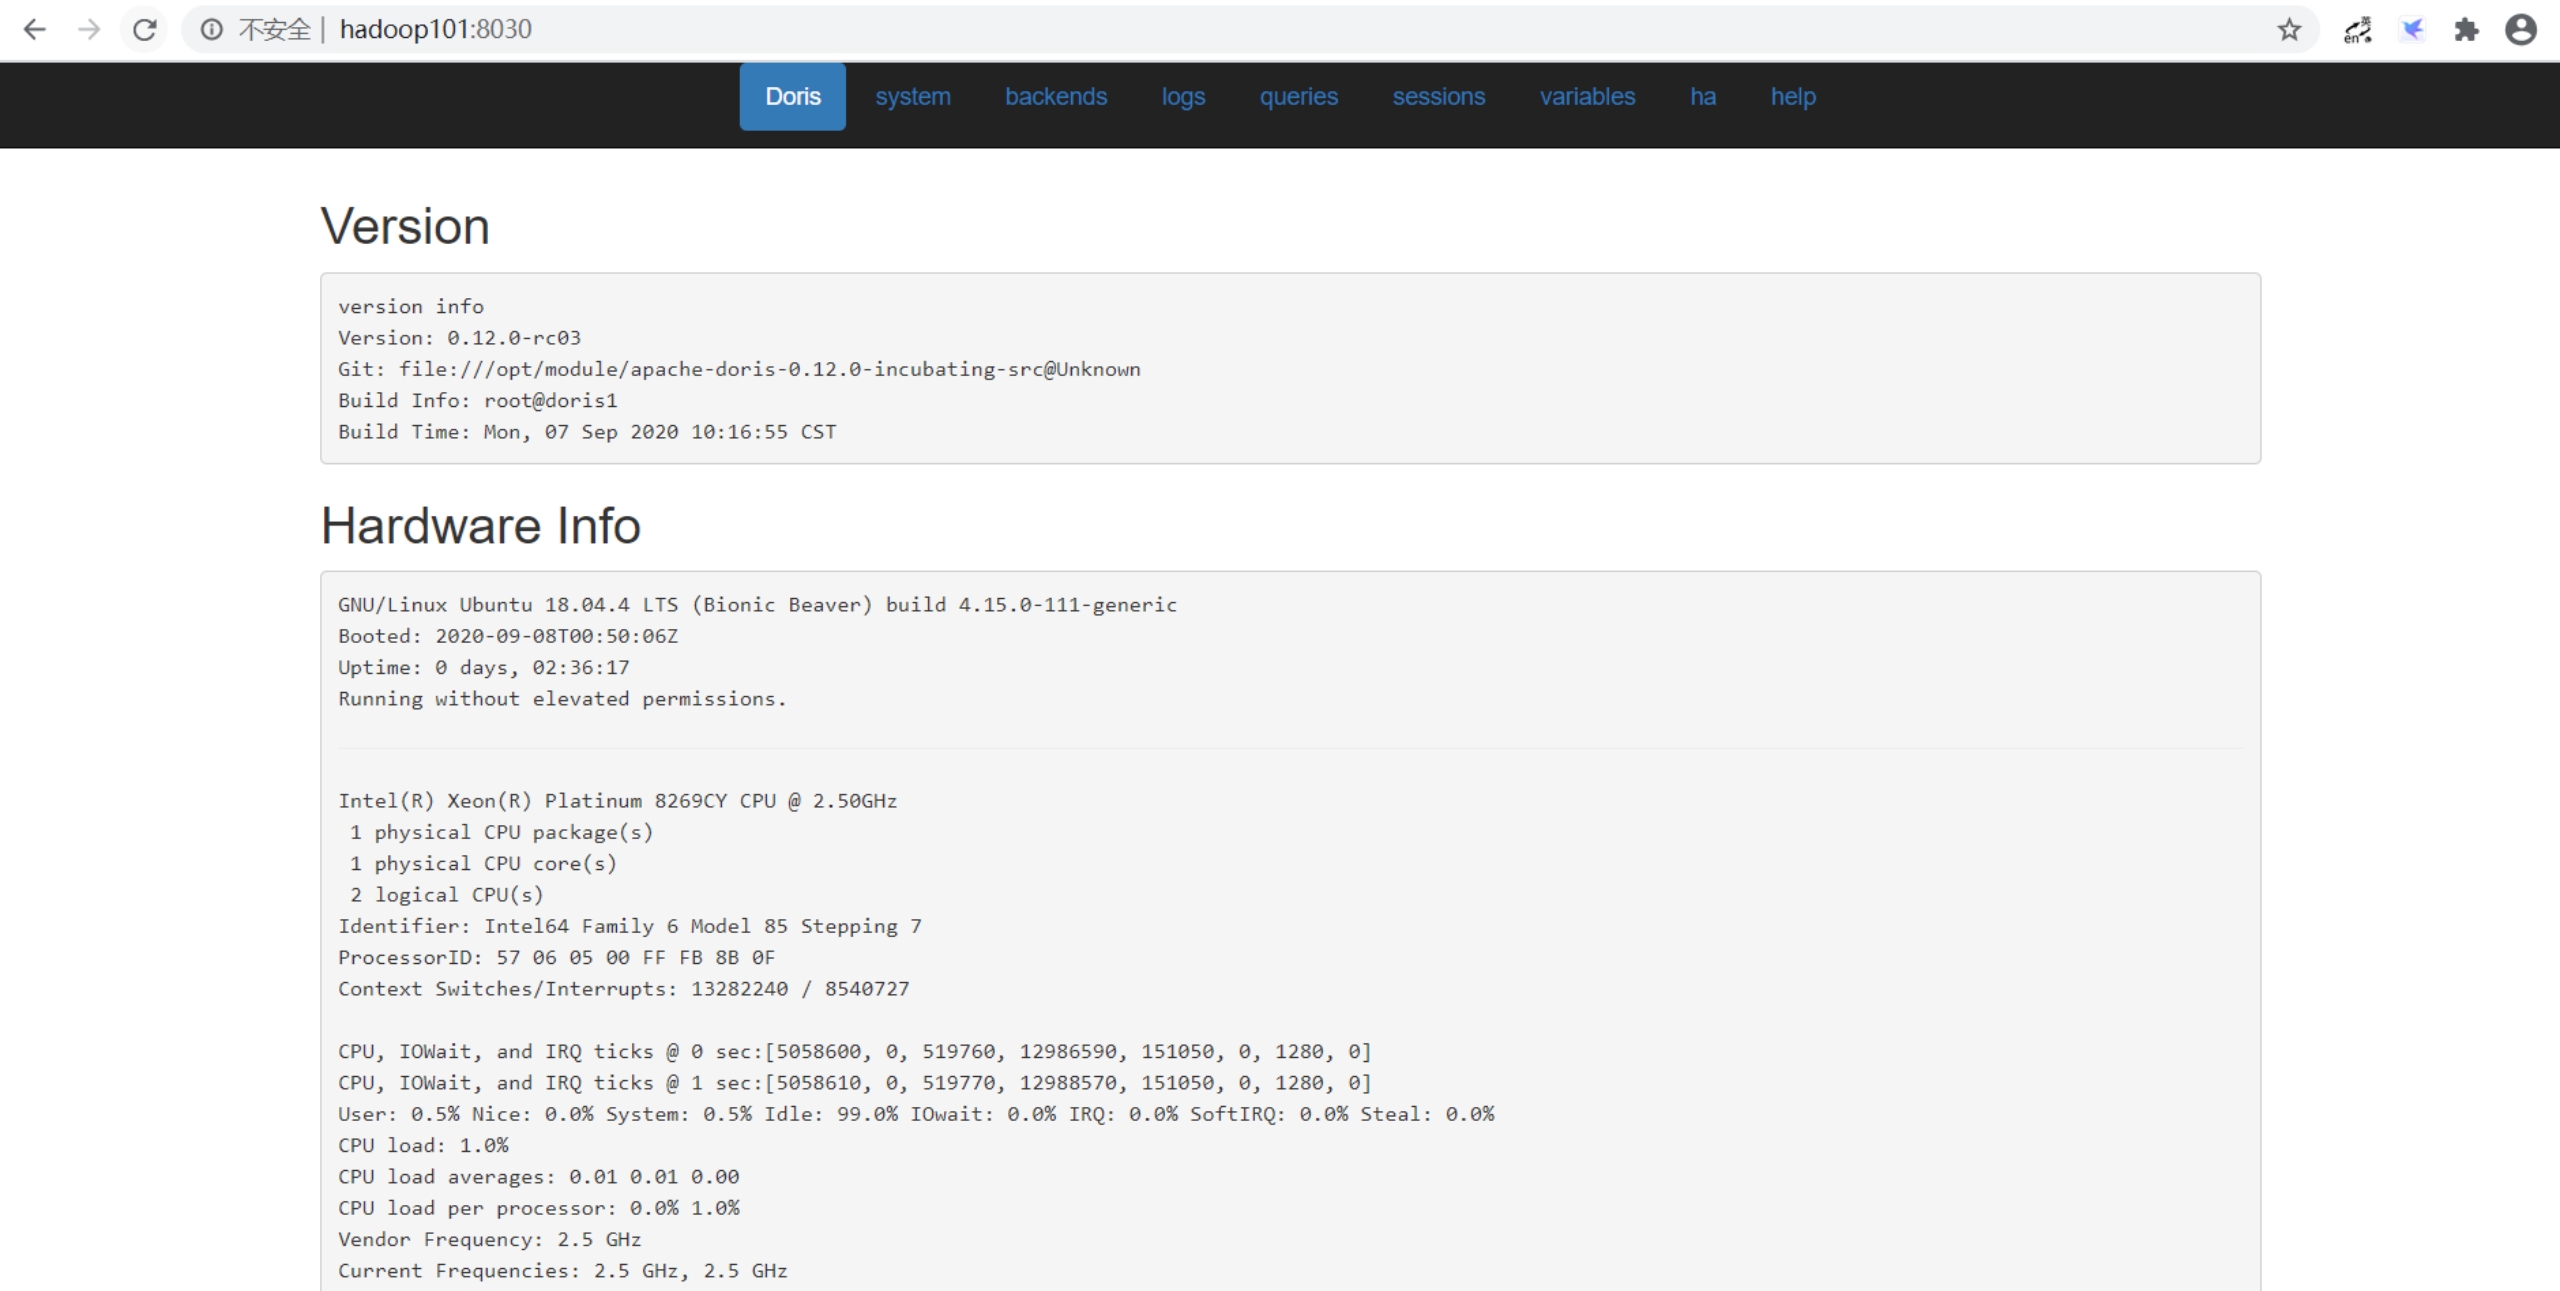 不安全 | hadoop101:8030
英
en
Doris system backends logs queries sessions variables ha help
Version
version info
Version: 0.12.0-rc03
Git: file:///opt/module/apache-doris-0.12.0-incubating-src@Unknown
Build Info: root@doris1
Build Time: Mon, 07 Sep 2020 10:16:55 CST
Hardware Info
GNU/Linux Ubuntu 18.04.4 LTS (Bionic Beaver) build 4.15.0-111-generic
Booted: 2020-09-08T00:50:06Z
Uptime: 0 days, 02:36:17
Running without elevated permissions.
Intel(R) Xeon(R) Platinum 8269CY CPU @ 2.50GHz
1 physical CPU package(s)
1 physical CPU core(s)
2 logical CPU(s)
Identifier: Intel64 Family 6 Model 85 Stepping 7
ProcessorID: 57 06 05 00 FF FB 8B 0F
Context Switches/Interrupts: 13282240 / 8540727
CPU, IOWait, and IRQ ticks @ 0 sec:[5058600, 0, 519760, 12986590, 151050, 0, 1280, 0]
CPU, IOWait, and IRQ ticks @ 1 sec:[5058610, 0, 519770, 12988570, 151050, 0, 1280, 0]
User: 0.5% Nice: 0.0% System: 0.5% Idle: 99.0% IOwait: 0.0% IRQ: 0.0% SoftIRQ: 0.0% Steal: 0.0%
CPU load: 1.0%
CPU load averages: 0.01 0.01 0.00
CPU load per processor: 0.0% 1.0%
Vendor Frequency: 2.5 GHz
Current Frequencies: 2.5 GHz, 2.5 GHz